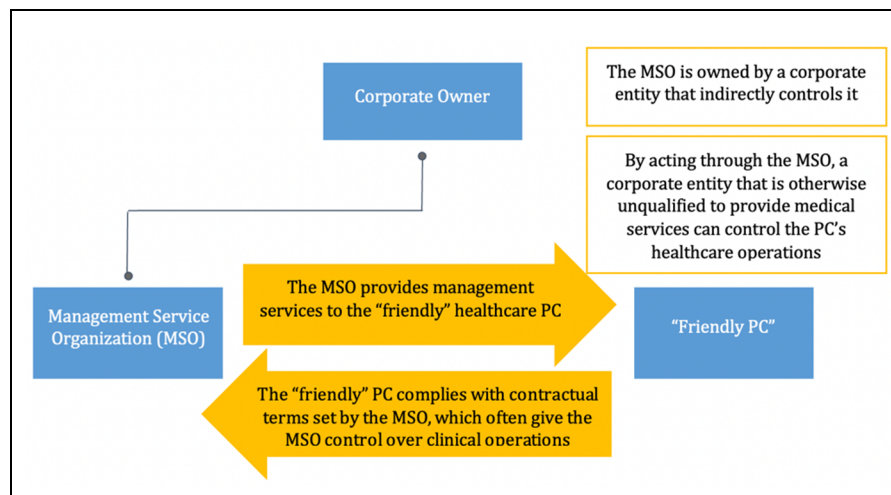 Corporate Owner
The MSO is owned by a corporate
entity that indirectly controls it
By acting through the MSO, a
corporate entity that is otherwise
unqualified to provide medical
services can control the PC’s
healthcare operations
The MSO provides management
services to the “friendly” healthcare PC
Management Service
Organization (MSO)
“Friendly PC”
The “friendly” PC complies with contractual
terms set by the MSO, which often give the
MSO control over clinical operations